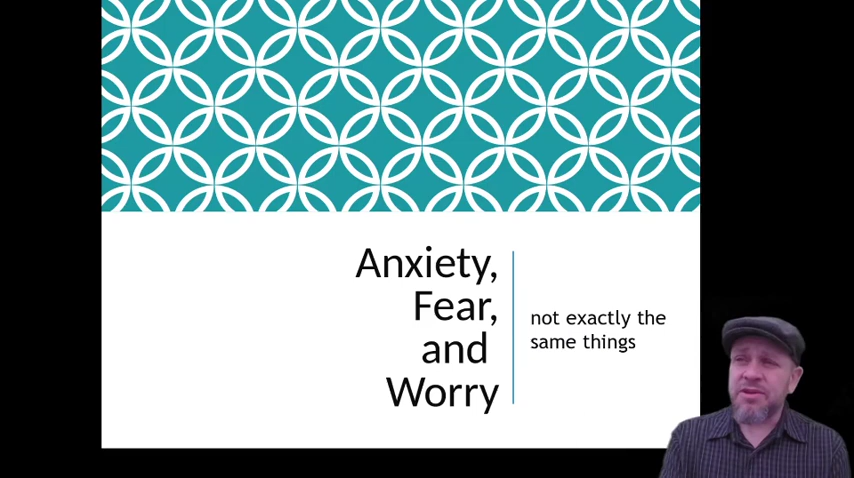 Anxiety,
Fear,
and
Worry
not exactly the
same things